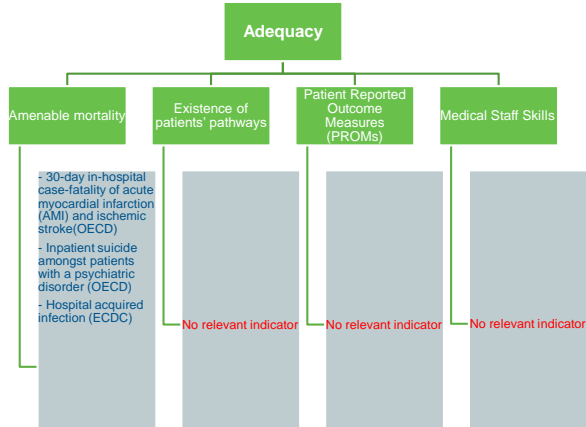 Adequacy
Amenable mortality
Existence of
patients' pathways
Patient Reported
Outcome
Measures
(PROMs)
Medical Staff Skills
- 30-day in-hospital
case-fatality of acute
myocardial infarction
(AMI) and ischemic
stroke(OECD)
- Inpatient suicide
amongst patients
with a psychiatric
disorder (OECD)
- Hospital acquired
infection (ECDC)
No relevant indicator
No relevant indicator
No relevant indicator